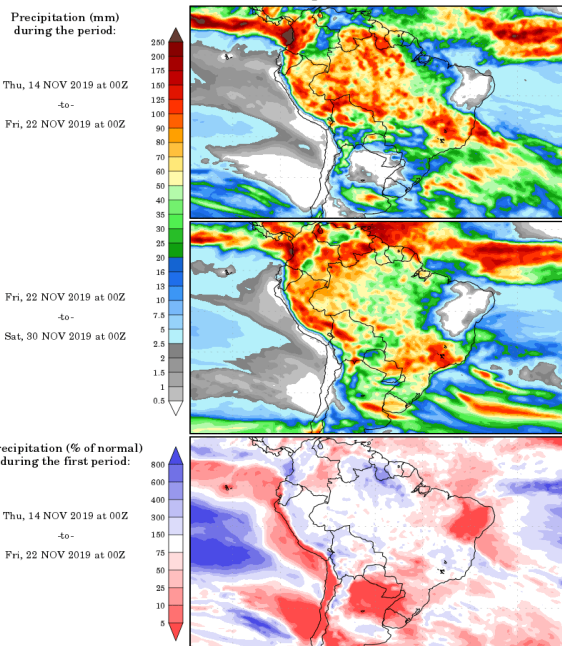 Precipitation (mm)
during the period:
Thu, 14 NOV 2019 at 00Z
-to-
Fri, 22 NOV 2019 at 00Z
250
200
175
150
125
100
90
80
70
60
50
40
35
30
25
20
16
13
10
7.5
5
2.5
2
1.5
1
0.5
Fri, 22 NOV 2019 at 00Z
-to-
Sat, 30 NOV 2019 at 00Z
recipitation (% of normal)
during the first period:
Thu, 14 NOV 2019 at 00Z
-to-
Fri, 22 NOV 2019 at 00Z
800
600
400
300
150
75
50
25
10
5